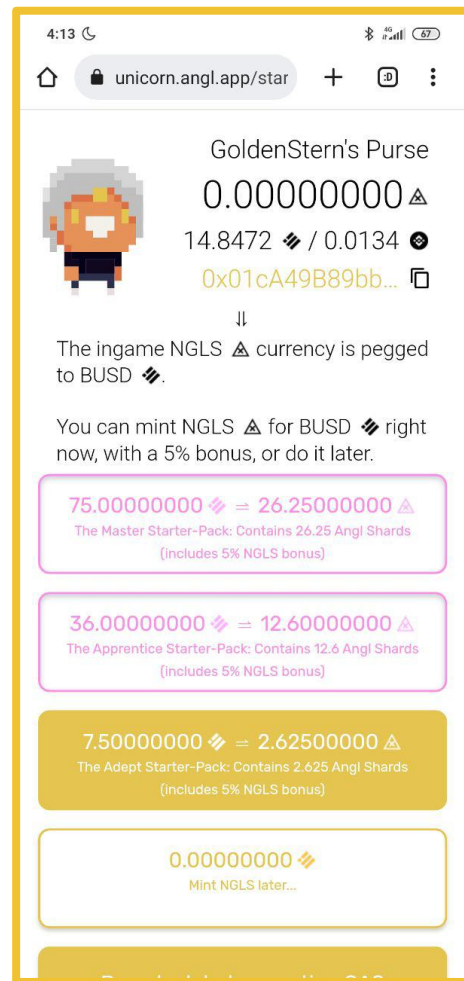 4:13
4G
67
unicorn.angl.app/star
:D
GoldenStern's Purse
0.00000000
14.8472 / 0.0134
0x01cA49B89bb...
The ingame NGLS currency is pegged
to BUSD .
You can mint NGLS for BUSD right
now, with a 5% bonus, or do it later.
75.00000000 = 26.25000000
The Master Starter-Pack: Contains 26.25 Angl Shards
(includes 5% NGLS bonus)
36.00000000 = 12.60000000
The Apprentice Starter-Pack: Contains 12.6 Angl Shards
(includes 5% NGLS bonus)
7.50000000 = 2.62500000
The Adept Starter-Pack: Contains 2.625 Angl Shards
(includes 5% NGLS bonus)
0.00000000
Mint NGLS later...